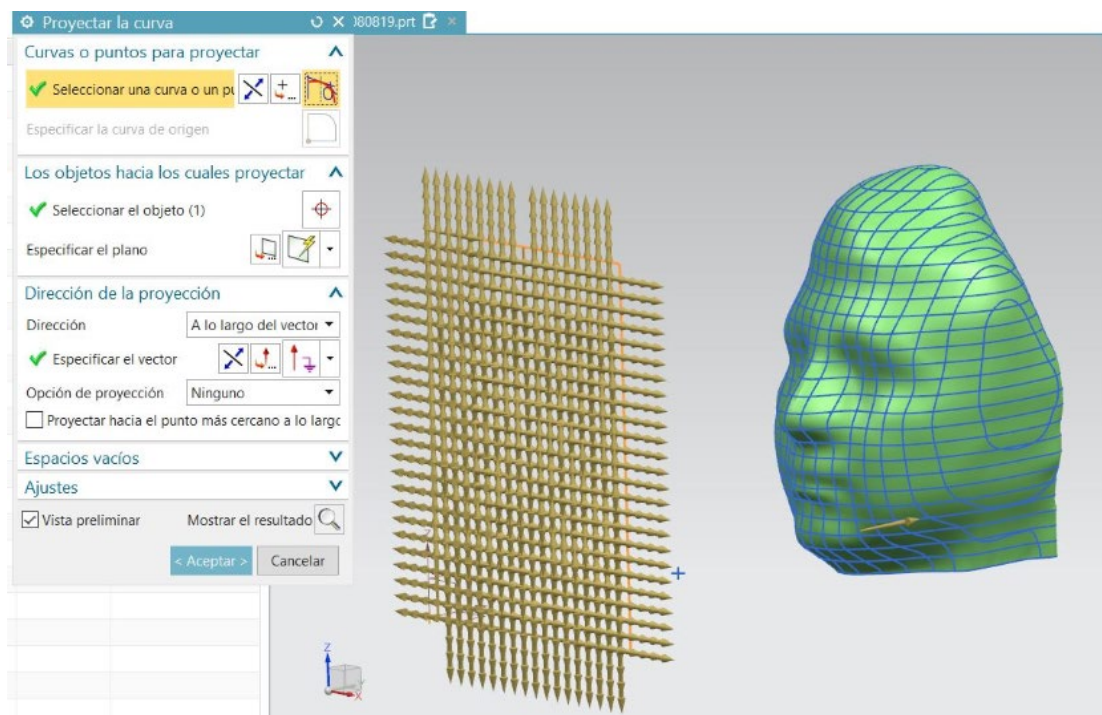 Proyectar la curva
)80819.prt
Curvas o puntos para proyectar
Seleccionar una curva o un pu
Especificar la curva de origen
Los objetos hacia los cuales proyectar
Seleccionar el objeto (1)
Especificar el plano
Dirección de la proyección
Dirección A lo largo del vector
Especificar el vector
Opción de proyección Ninguno
Proyectar hacia el punto más cercano a lo largo
Espacios vacíos
Ajustes
Vista preliminar Mostrar el resultado
< Aceptar > Cancelar
Z
X